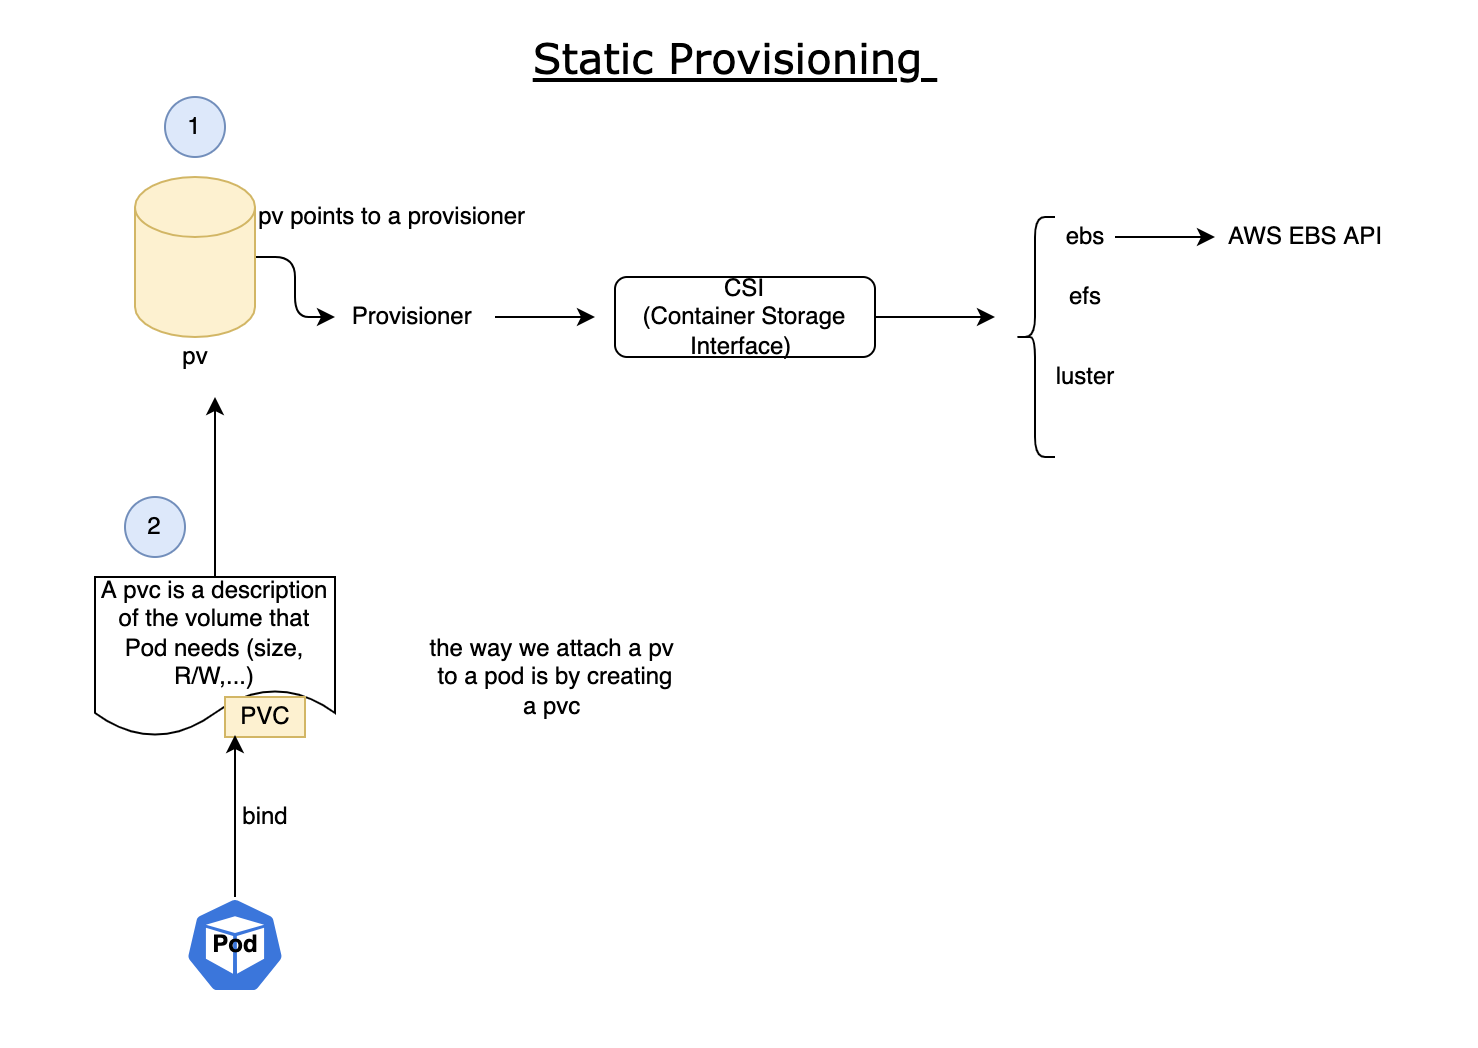 Static Provisioning
1
pv points to a provisioner
ebs
AWS EBS API
efs
Provisioner
CSI
(Container Storage
Interface)
pv
luster
2
A pvc is a description
of the volume that
Pod needs (size,
R/W,...)
PVC
the way we attach a pv
to a pod is by creating
a pvc
bind
Pod